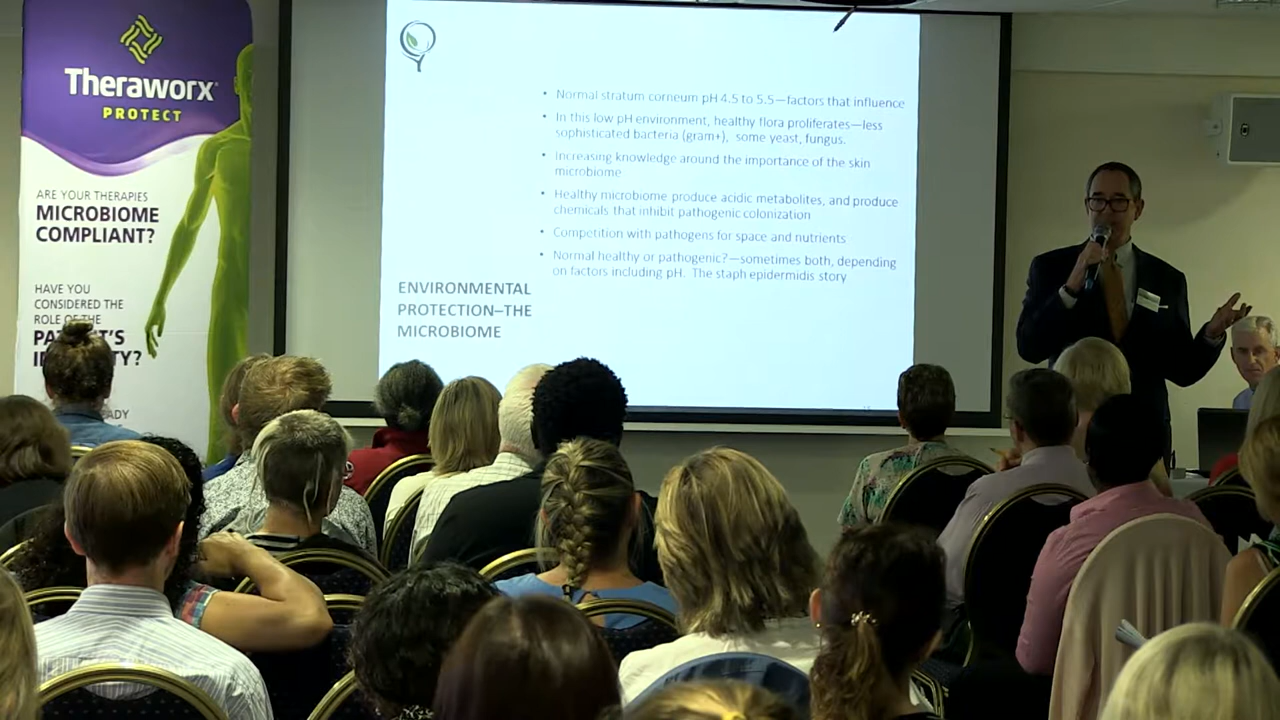 Theraworx
PROTECT
ARE YOUR THERAPIES
MICROBIOME
COMPLIANT?
HAVE YOU
CONSIDERED THE
ROLE OF THE
• Normal stratum corneum pH 4.5 to 5.5—factors that influence
• In this low pH environment, healthy flora proliferates—less
sophisticated bacteria (gram+), some yeast, fungus.
• Increasing knowledge around the importance of the skin
microbiome
• Healthy microbiome produce acidic metabolites, and produce
chemicals that inhibit pathogenic colonization
• Competition with pathogens for space and nutrients
• Normal healthy or pathogenic?—sometimes both, depending
on factors including pH. The staph epidermidis story
ENVIRONMENTAL
PROTECTION–THE
MICROBIOME